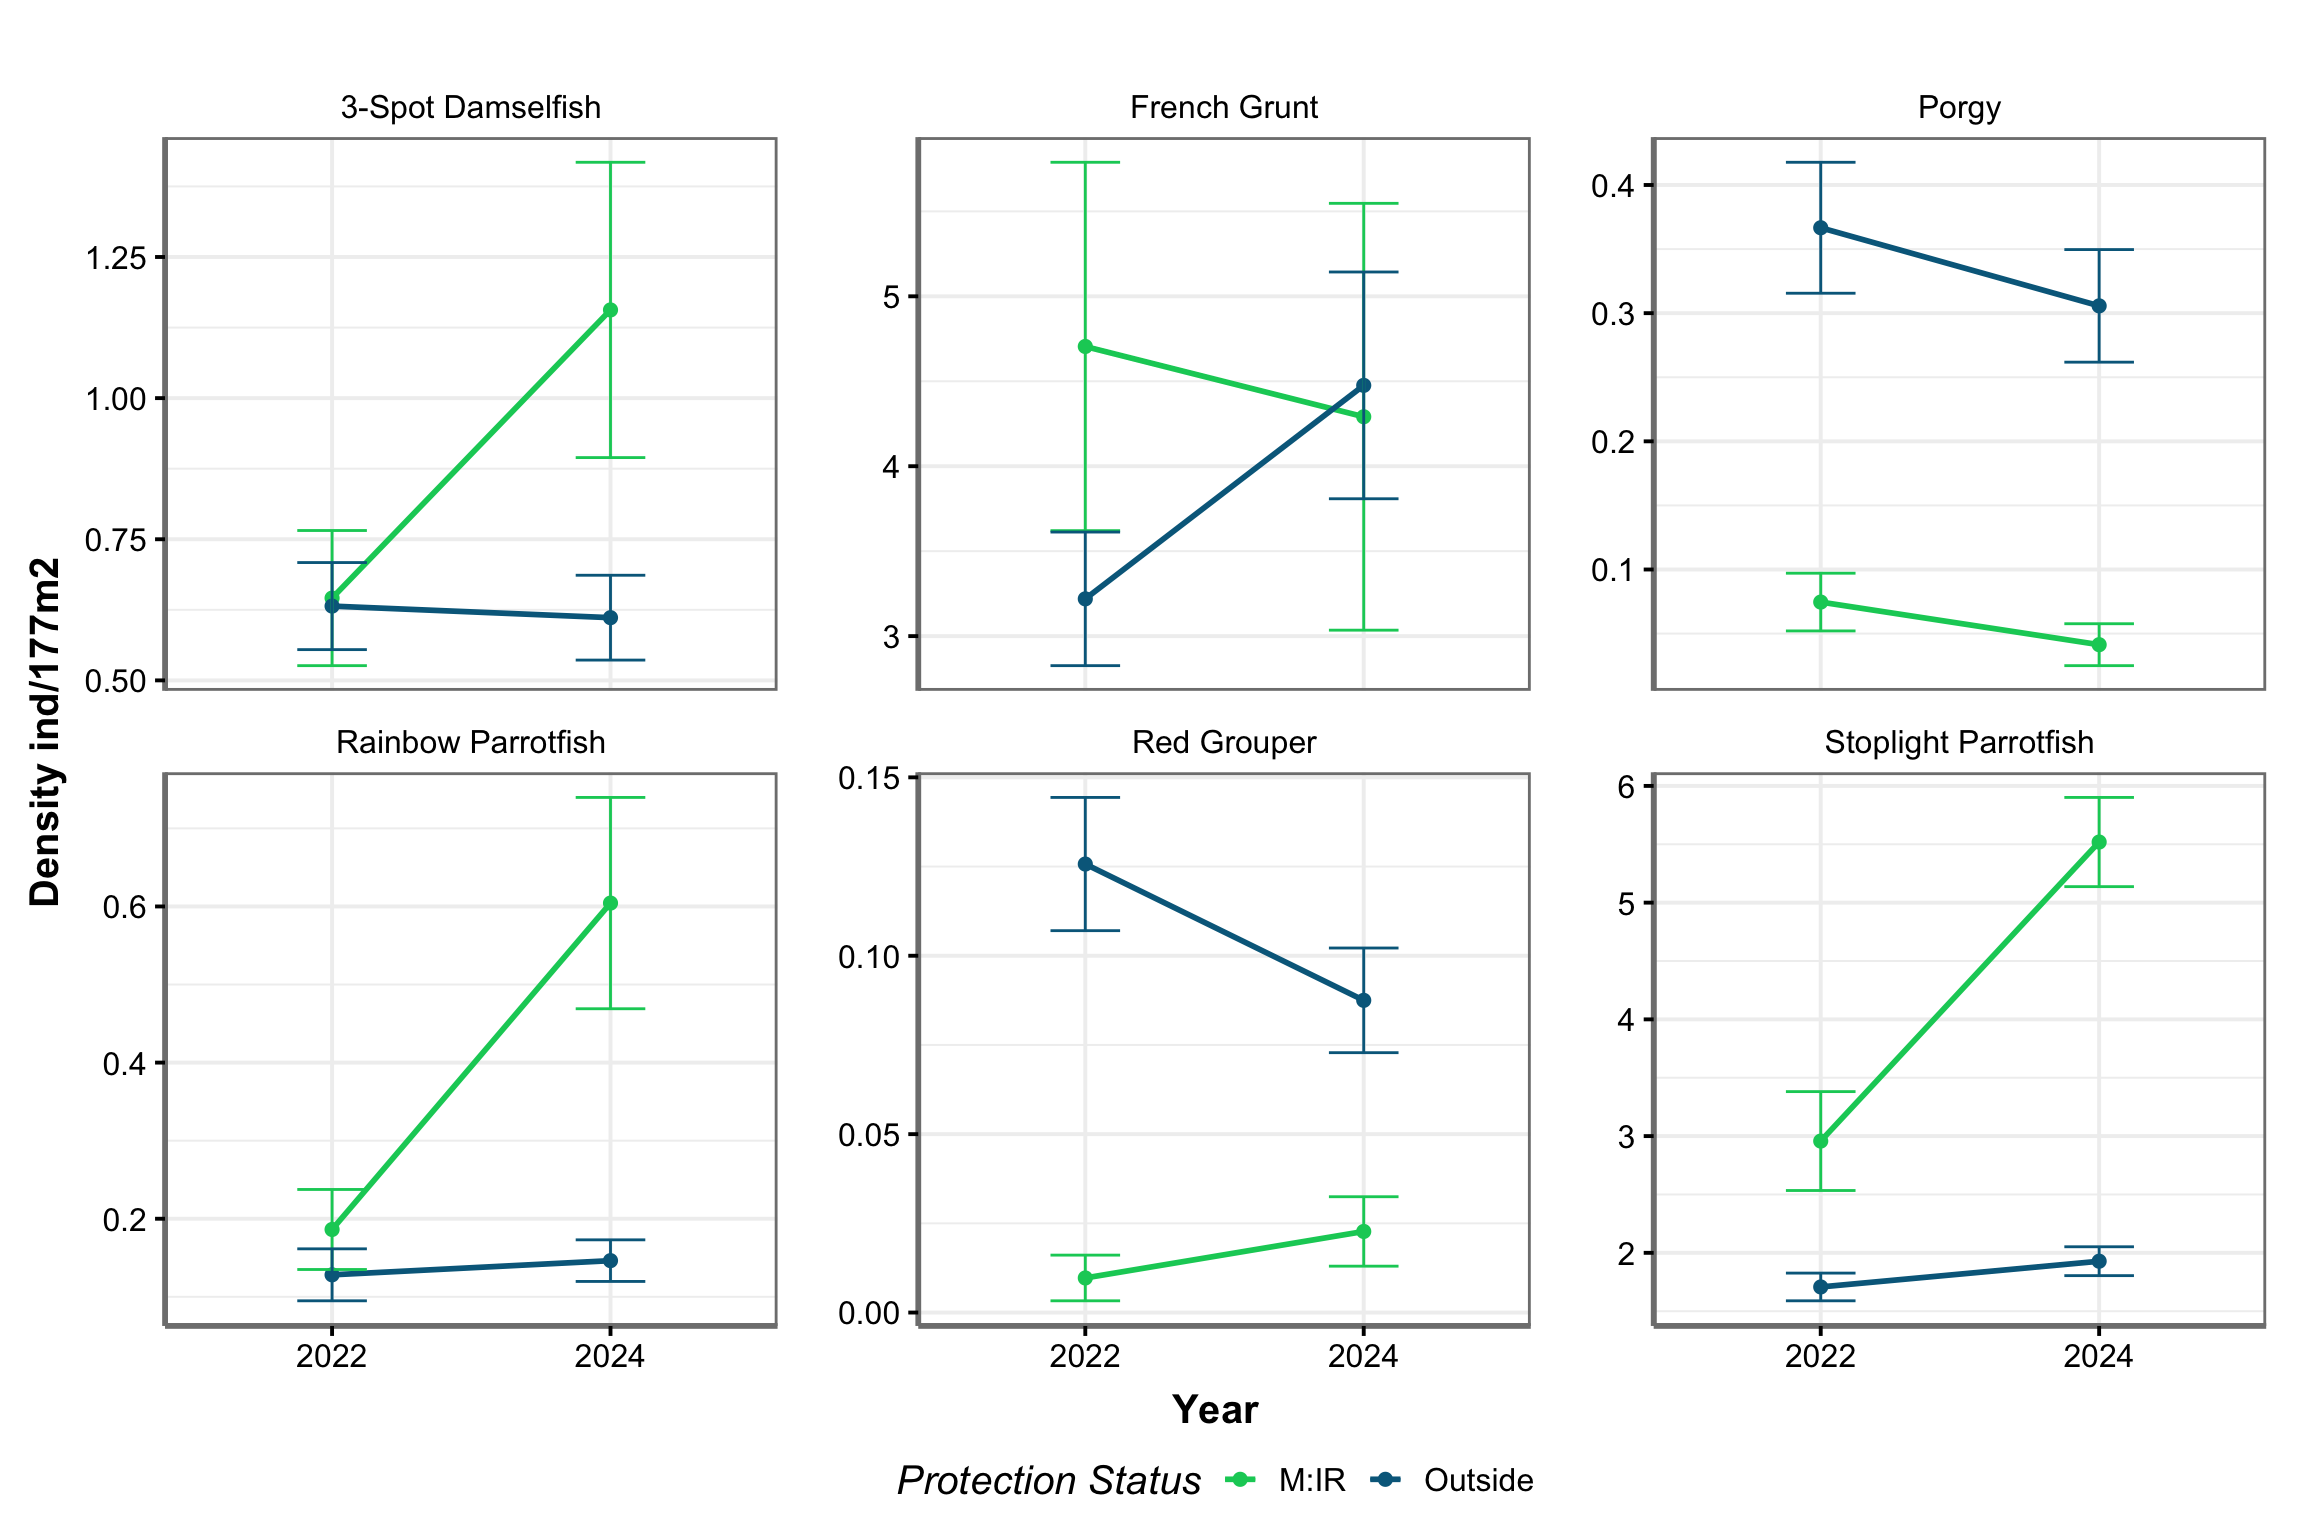 3-Spot Damselfish
French Grunt
Porgy
1.25
1.00
0.75
0.50
5
4
3
0.4
0.3
0.2
0.1
Density ind/177m2
Rainbow Parrotfish
Red Grouper
Stoplight Parrotfish
0.6
0.4
0.2
0.15
0.10
0.05
0.00
6
5
4
3
2
2022 2024
2022 2024
2022 2024
Year
Protection Status M:IR Outside